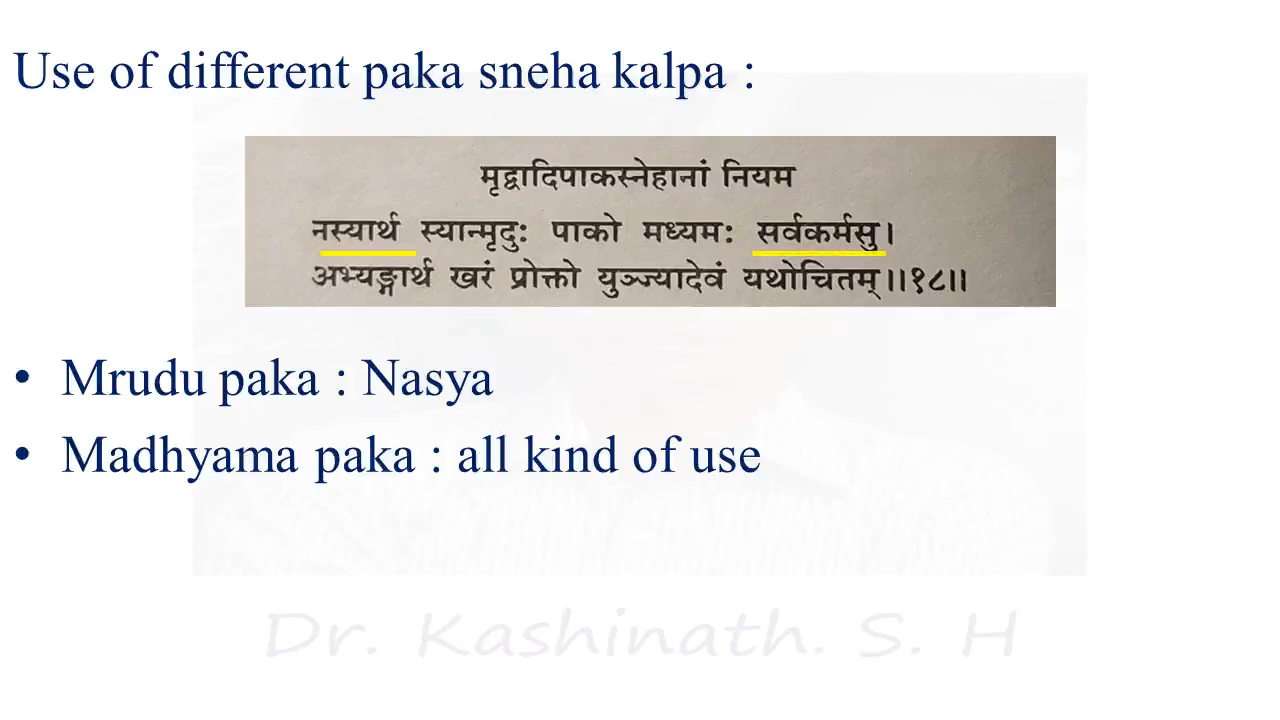 Use of different paka sneha kalpa :
मृद्वादिपाकस्नेहानां नियम
नस्यार्थ स्यान्मृदुः पाको मध्यमः सर्वकर्मसु।
अभ्यङ्गार्थ खरं प्रोक्तो युञ्ज्यादेवं यथोचितम्।।१८।।
• Mrudu paka : Nasya
• Madhyama paka : all kind of use
Dr. Kashinath. S. H